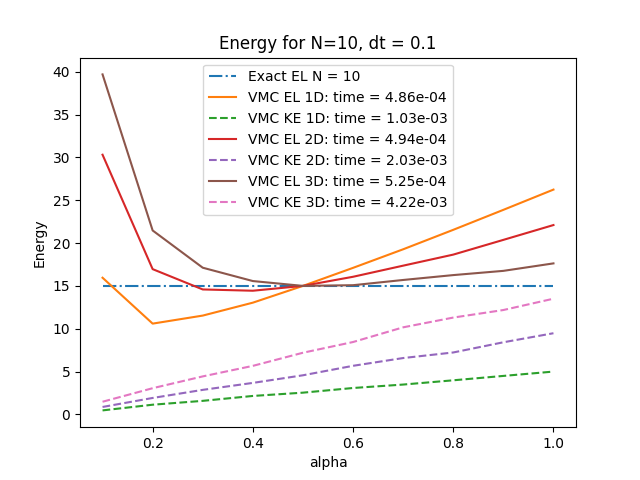 Energy for N=10, dt = 0.1
Exact EL N = 10
VMC EL 1D: time = 4.86e-04
VMC KE 1D: time = 1.03e-03
VMC EL 2D: time = 4.94e-04
VMC KE 2D: time = 2.03e-03
VMC EL 3D: time = 5.25e-04
VMC KE 3D: time = 4.22e-03
Energy
40
35
30
25
20
15
10
5
0
0.2 0.4 0.6 0.8 1.0
alpha